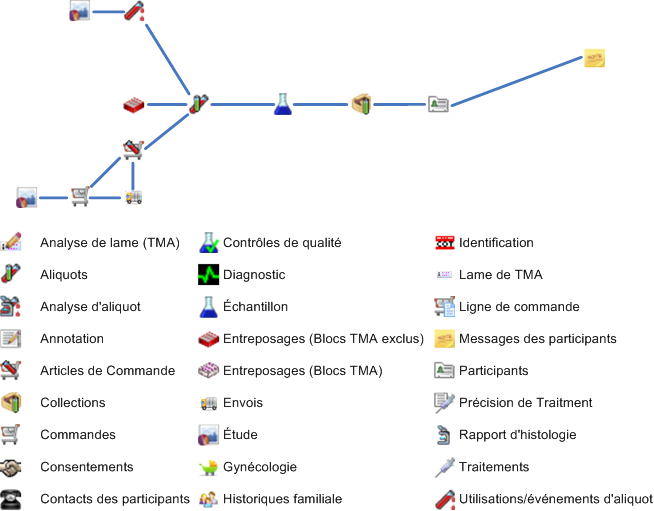 Analyse de lame (TMA)
Contrôles de qualité
Identification
Aliquots
Diagnostic
Lame de TMA
Analyse d'aliquot
Échantillon
Ligne de commande
Annotation
Entreposages (Blocs TMA exclus)
Messages des participants
Articles de Commande
Entreposages (Blocs TMA)
Participants
Collections
Envois
Précision de Traitment
Commandes
Étude
Rapport d'histologie
Consentements
Gynécologie
Traitements
Contacts des participants
Historiques familiale
Utilisations/événements d'aliquot